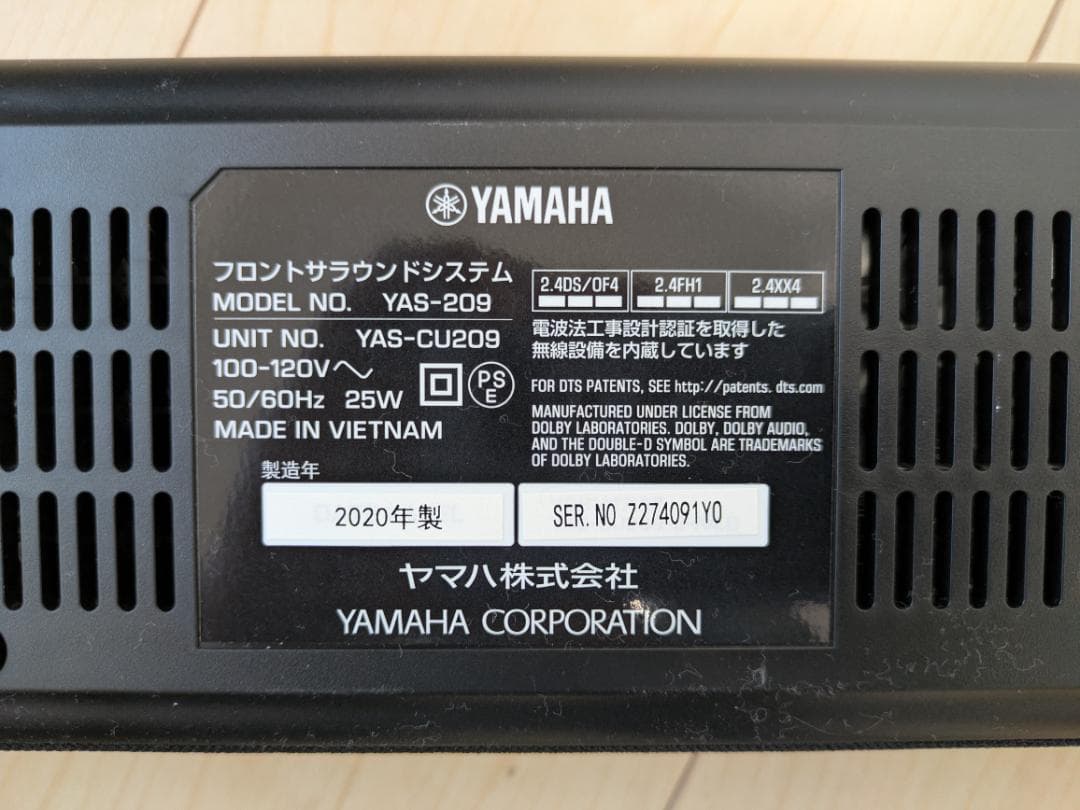 YAMAHA
フロントサラウンドシステム
MODEL NO. YAS-209
UNIT NO. YAS-CU209
100-120V～
50/60Hz 25W
PS
E
MADE IN VIETNAM
2.4DS/OF4 2.4FH1 2.4XX4
電波法工事設計認証を取得した
無線設備を内蔵しています
FOR DTS PATENTS, SEE http://patents.dts.com
MANUFACTURED UNDER LICENSE FROM
DOLBY LABORATORIES. DOLBY, DOLBY AUDIO,
AND THE DOUBLE-D SYMBOL ARE TRADEMARKS
OF DOLBY LABORATORIES.
製造年
2020年製
SER. NO Z274091Y0
ヤマハ株式会社
YAMAHA CORPORATION